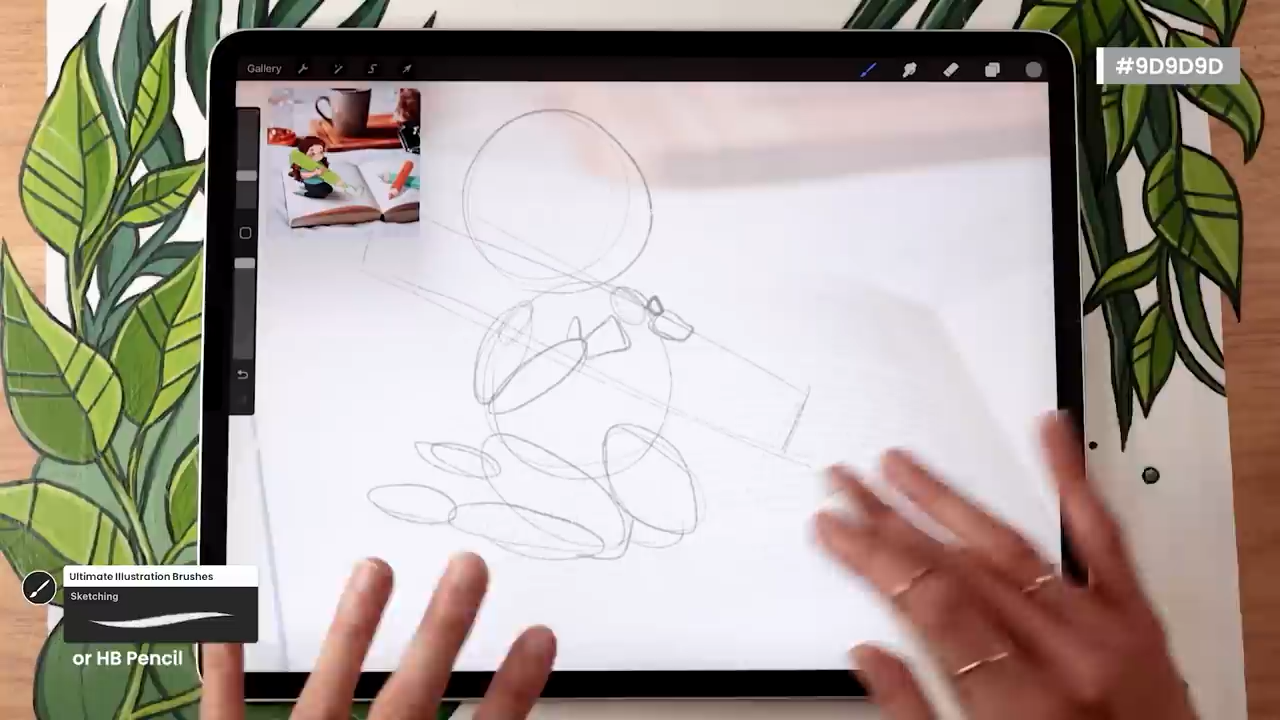 Gallery
#9D9D9D
Ultimate Illustration Brushes
Sketching
or HB Pencil